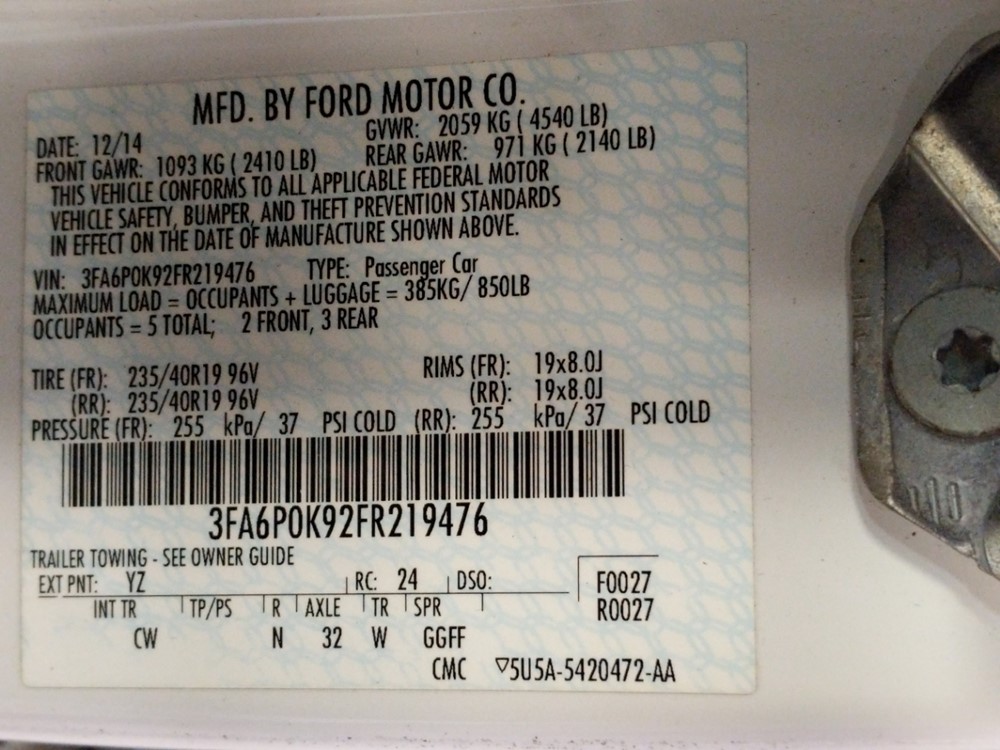 MFD. BY FORD MOTOR CO.
DATE: 12/14 GVWR: 2059 KG ( 4540 LB)
FRONT GAWR: 1093 KG ( 2410 LB) REAR GAWR: 971 KG ( 2140 LB)
THIS VEHICLE CONFORMS TO ALL APPLICABLE FEDERAL MOTOR
VEHICLE SAFETY, BUMPER, AND THEFT PREVENTION STANDARDS
IN EFFECT ON THE DATE OF MANUFACTURE SHOWN ABOVE.
VIN: 3FA6P0K92FR219476 TYPE: Passenger Car
MAXIMUM LOAD = OCCUPANTS + LUGGAGE = 385KG/ 850LB
OCCUPANTS = 5 TOTAL; 2 FRONT, 3 REAR
TIRE (FR): 235/40R19 96V RIMS (FR): 19x8.0J
(RR): 235/40R19 96V (RR): 19x8.0J
PRESSURE (FR): 255 kPa/ 37 PSI COLD (RR): 255 kPa/ 37 PSI COLD
3FA6P0K92FR219476
TRAILER TOWING - SEE OWNER GUIDE
EXT PNT: YZ RC: 24 DSO: F0027
INT TR TP/PS R AXLE TR SPR R0027
CW N 32 W GGFF
CMC ▽5U5A-5420472-AA